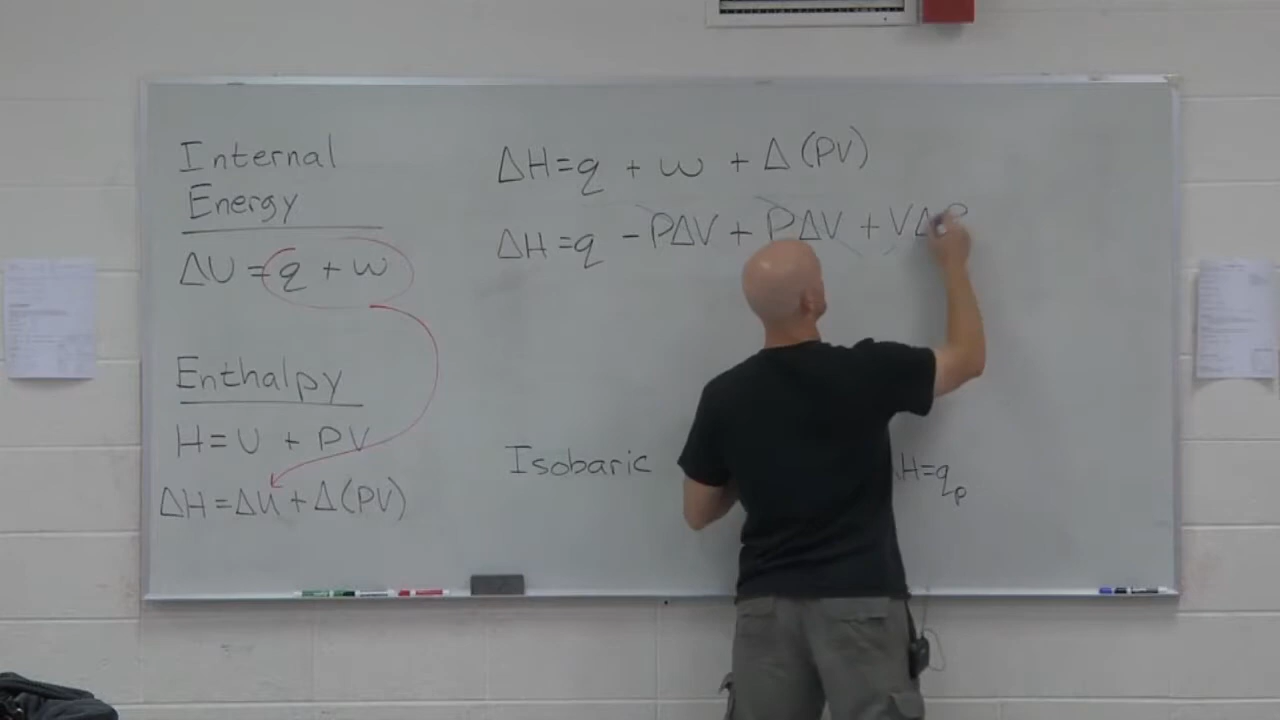 Internal
Energy
ΔU = q + w
Enthalpy
H = U + PV
ΔH = ΔU + Δ(PV)
ΔH = q + w + Δ(PV)
ΔH = q - PΔV + PΔV + VΔP
Isobaric
H = qₚ